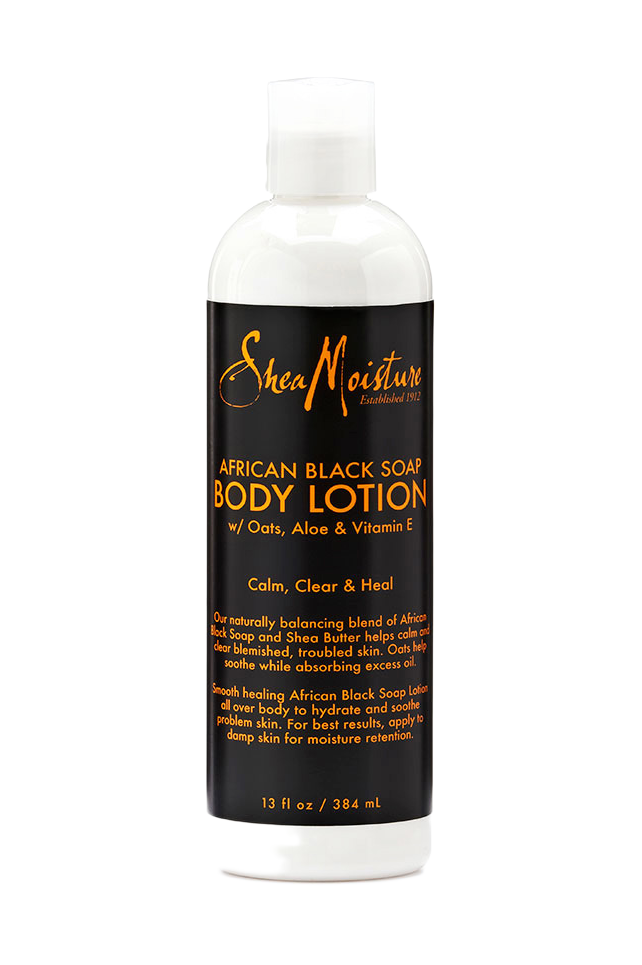 SheaMoisture
Established 1912
AFRICAN BLACK SOAP
BODY LOTION
w/ Oats, Aloe & Vitamin E
Calm, Clear & Heal
Our naturally balancing blend of African
Black Soap and Shea Butter helps calm and
clear blemished, troubled skin. Oats help
soothe while absorbing excess oil.
Smooth healing African Black Soap Lotion
all over body to hydrate and soothe
problem skin. For best results, apply to
damp skin for moisture retention.
13 fl oz / 384 mL